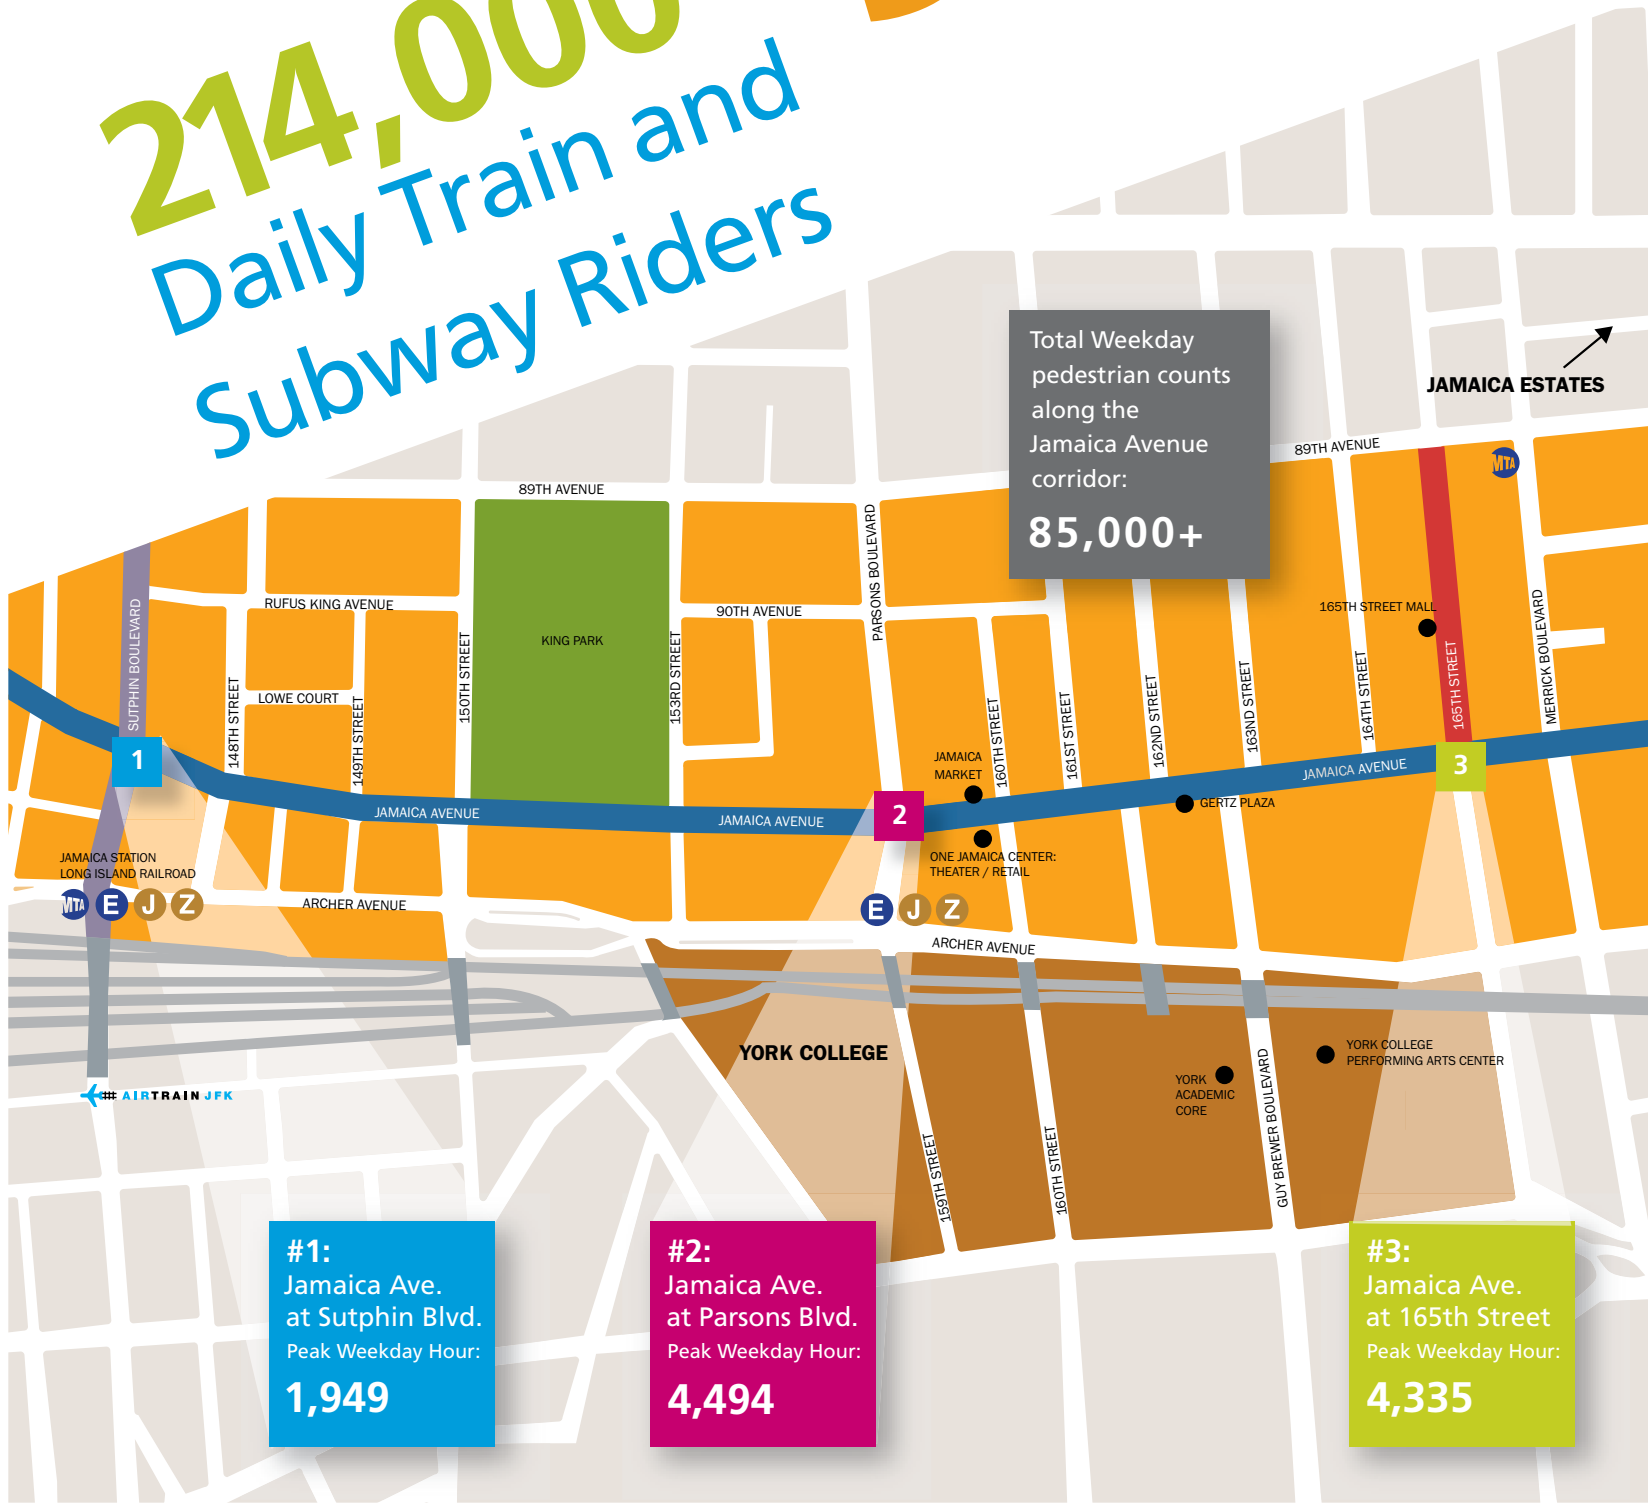 214,000
Daily Train and
Subway Riders
Total Weekday
pedestrian counts
along the
Jamaica Avenue
corridor:
85,000+
JAMAICA ESTATES
89TH AVENUE
MTA
89TH AVENUE
PARSONS BOULEVARD
SUTPHIN BOULEVARD
RUFUS KING AVENUE
90TH AVENUE
165TH STREET MALL
KING PARK
150TH STREET
153RD STREET
148TH STREET
LOWE COURT
149TH STREET
160TH STREET
161ST STREET
162ND STREET
163ND STREET
164TH STREET
165TH STREET
MERRICK BOULEVARD
1
JAMAICA
MARKET
JAMAICA AVENUE
3
JAMAICA AVENUE
JAMAICA AVENUE
2
GERTZ PLAZA
JAMAICA STATION
LONG ISLAND RAILROAD
MTA E J Z
ONE JAMAICA CENTER:
THEATER / RETAIL
ARCHER AVENUE
E J Z
ARCHER AVENUE
YORK COLLEGE
YORK COLLEGE
PERFORMING ARTS CENTER
YORK
ACADEMIC
CORE
AIRTRAIN JFK
159TH STREET
160TH STREET
GUY BREWER BOULEVARD
#1:
Jamaica Ave.
at Sutphin Blvd.
Peak Weekday Hour:
1,949
#2:
Jamaica Ave.
at Parsons Blvd.
Peak Weekday Hour:
4,494
#3:
Jamaica Ave.
at 165th Street
Peak Weekday Hour:
4,335